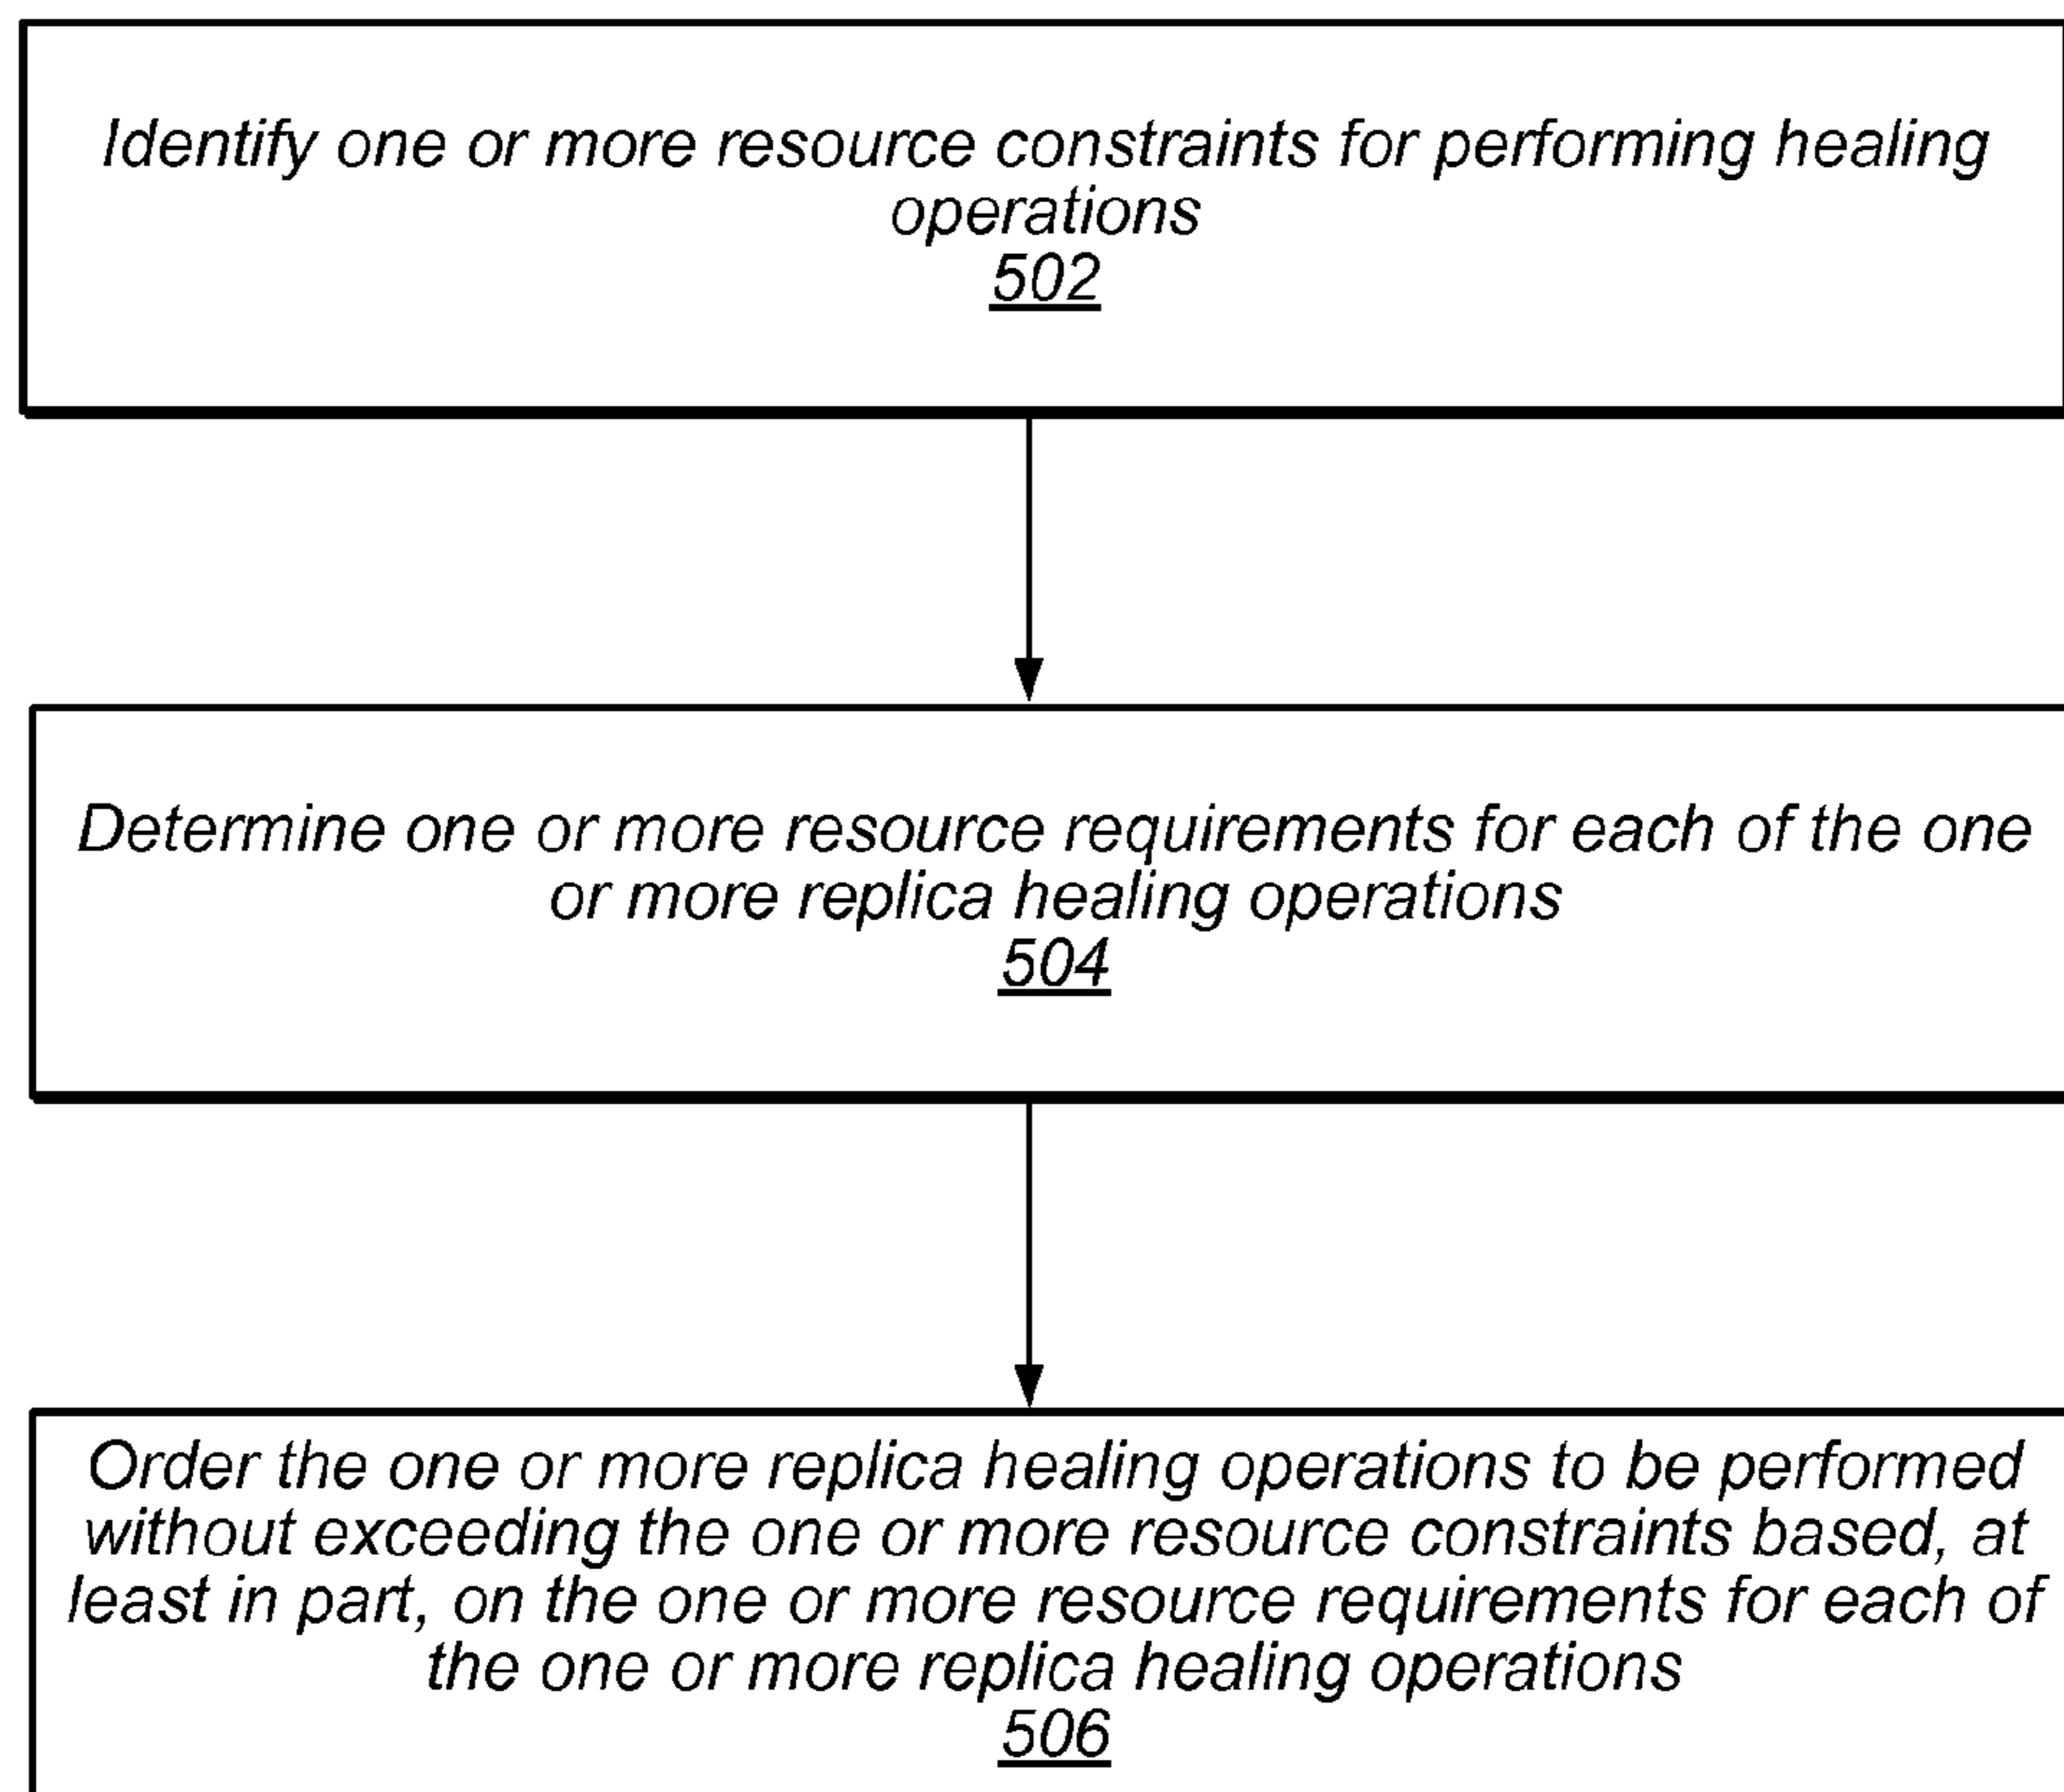 Identify one or more resource constraints for performing healing
operations
502
Determine one or more resource requirements for each of the one
or more replica healing operations
504
Order the one or more replica healing operations to be performed
without exceeding the one or more resource constraints based, at
least in part, on the one or more resource requirements for each of
the one or more replica healing operations
506